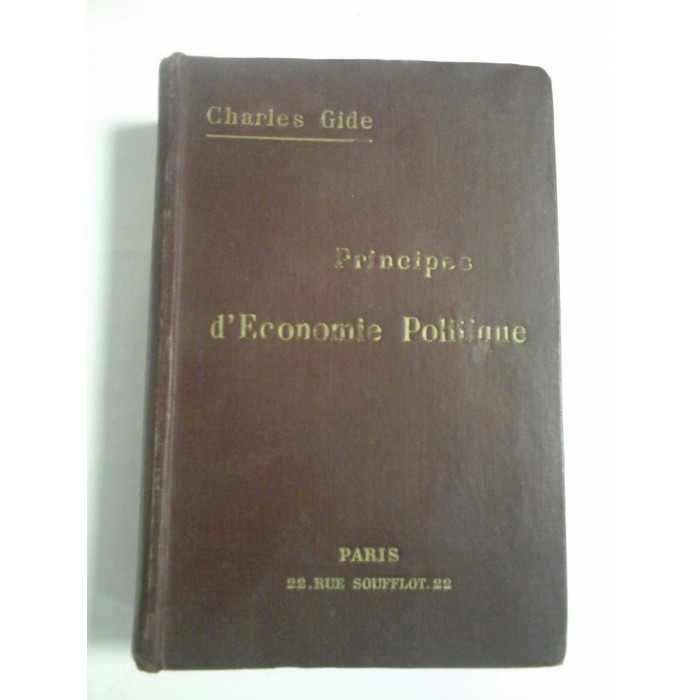 Charles Gide
Principes
d'Economie Politique
PARIS
22.RUE SOUFFLOT.22